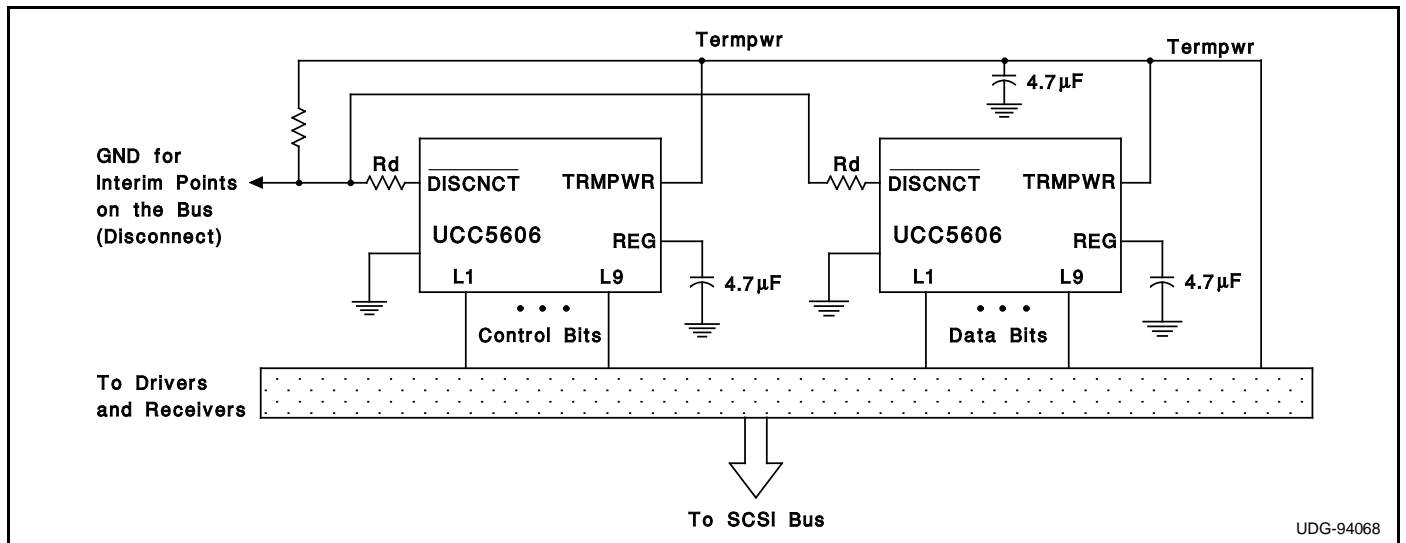 Termpwr
Termpwr
4.7µF
GND for
Interim Points
on the Bus
(Disconnect)
Rd
DISCNCT
TRMPWR
UCC5606
REG
L1
L9
4.7µF
Control Bits
Rd
DISCNCT
TRMPWR
UCC5606
REG
L1
L9
4.7µF
Data Bits
To Drivers
and Receivers
To SCSI Bus
UDG-94068